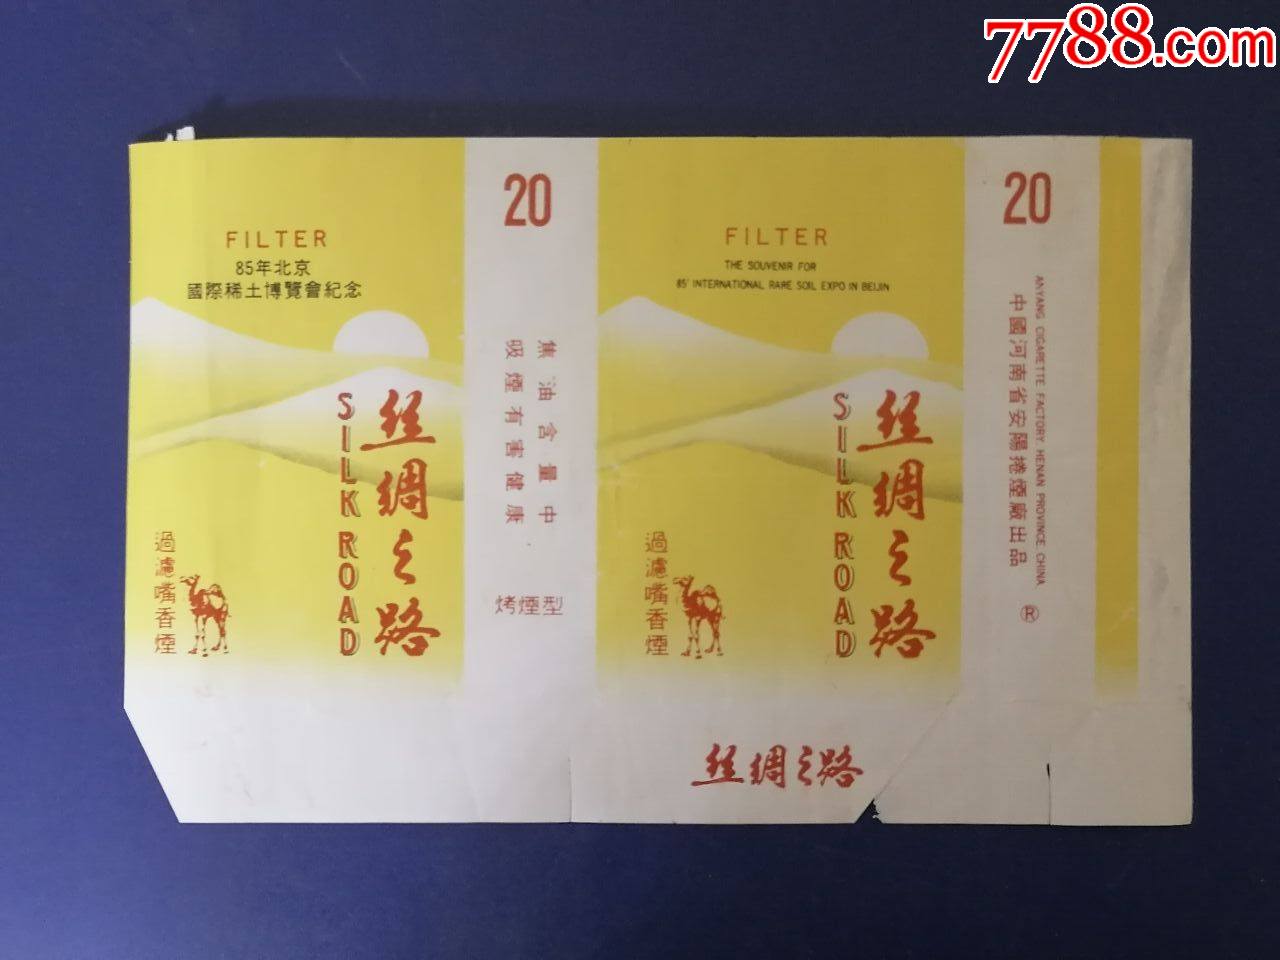 7788.com
FILTER
85年北京
國際稀土博覽會紀念
SILK ROAD
丝绸之路
過濾嘴香煙
20
焦油含量中
吸煙有害健康
烤煙型
FILTER
THE SOUVENIR FOR
85' INTERNATIONAL RARE SOIL EXPO IN BEIJIN
SILK ROAD
丝绸之路
過濾嘴香煙
丝绸之路
20
ANYANG CIGARETTE FACTORY. HENAN PROVINCE CHINA
中國河南省安陽捲煙廠出品 ®